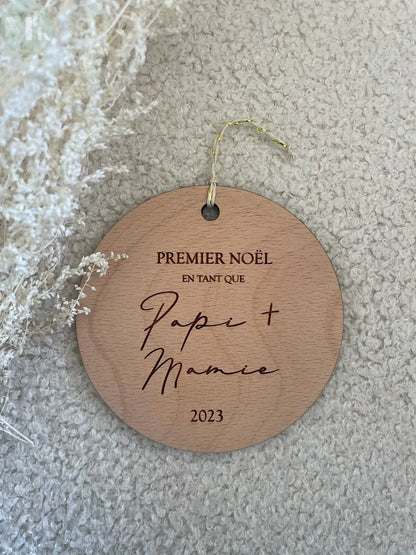 PREMIER NOËL
EN TANT QUE
Papi +
Mamie
2023